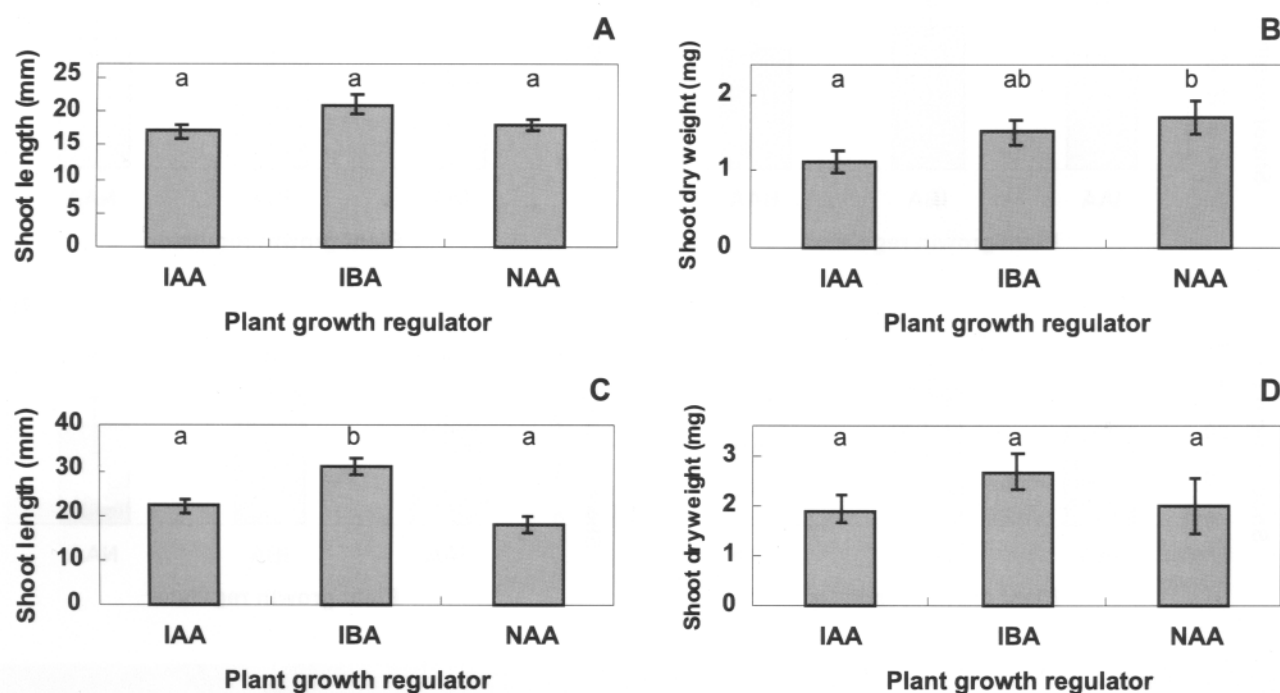 A
Shoot length (mm)
25
20
15
10
5
0
a a a
IAA IBA NAA
Plant growth regulator
B
Shoot dry weight (mg)
2
1
0
a ab b
IAA IBA NAA
Plant growth regulator
C
Shoot length (mm)
40
30
20
10
0
a b a
IAA IBA NAA
Plant growth regulator
D
Shoot dry weight (mg)
3
2
1
0
a a a
IAA IBA NAA
Plant growth regulator